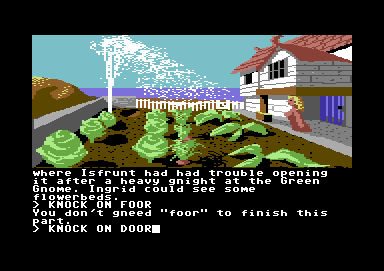 where Isfrunt had had trouble opening
it after a heavy gnight at the Green
Gnome. Ingrid could see some
flowerbeds.
> KNOCK ON FOOR
You don't gneed "foor" to finish this
part.
> KNOCK ON DOOR